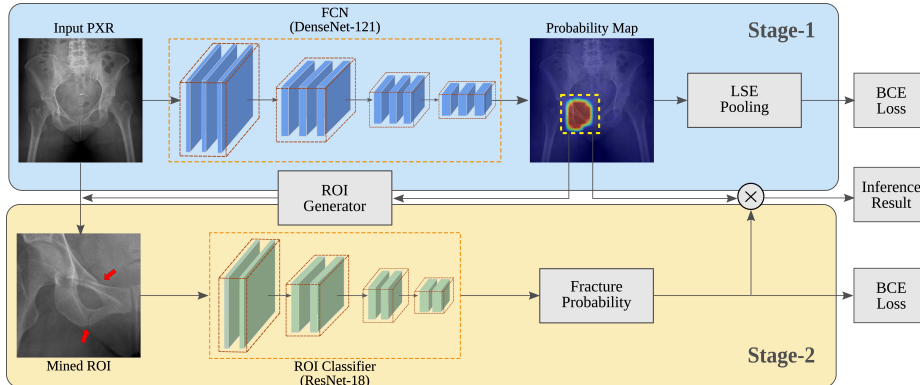 FCN
(DenseNet-121)
Input PXR
Probability Map
Stage-1
LSE
Pooling
BCE
Loss
ROI
Generator
×
Inference
Result
Fracture
Probability
BCE
Loss
Mined ROI
ROI Classifier
(ResNet-18)
Stage-2